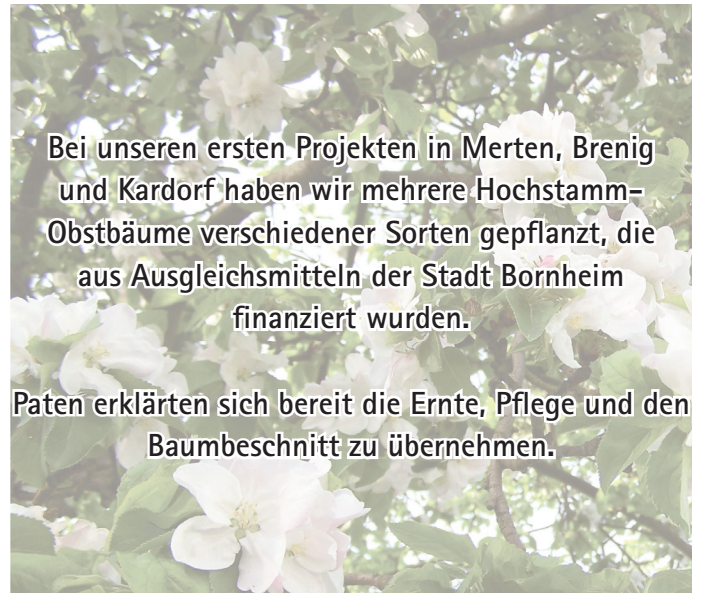 Bei unseren ersten Projekten in Merten, Brenig
und Kardorf haben wir mehrere Hochstamm-
Obstbäume verschiedener Sorten gepflanzt, die
aus Ausgleichsmitteln der Stadt Bornheim
finanziert wurden.
Paten erklärten sich bereit die Ernte, Pflege und den
Baumbeschnitt zu übernehmen.